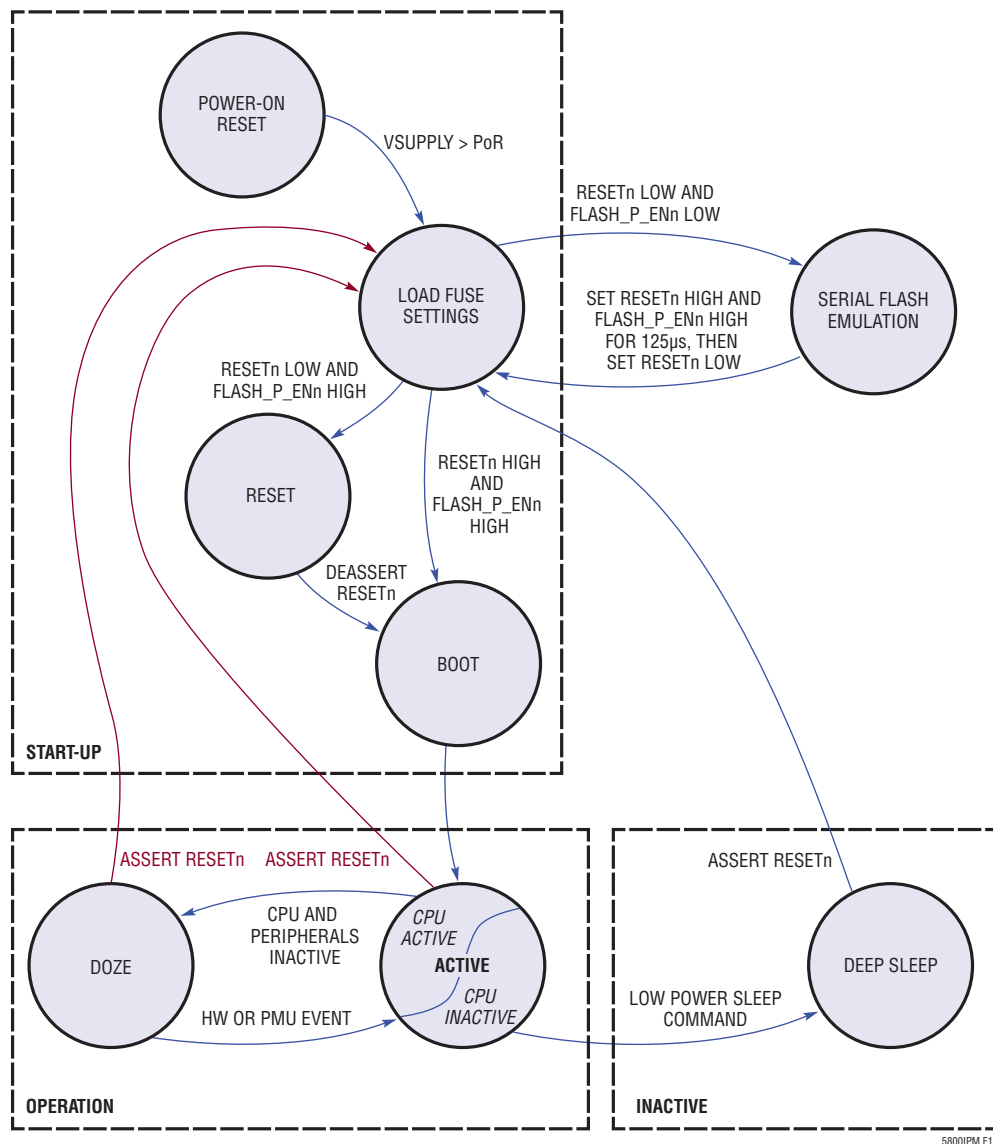 POWER-ON
RESET
VSUPPLY > PoR
RESETn LOW AND
FLASH_P_ENn LOW
LOAD FUSE
SETTINGS
SET RESETn HIGH AND
FLASH_P_ENn HIGH
FOR 125µs, THEN
SET RESETn LOW
SERIAL FLASH
EMULATION
RESETn LOW AND
FLASH_P_ENn HIGH
RESET
RESETn HIGH
AND
FLASH_P_ENn
HIGH
DEASSERT
RESETn
BOOT
START-UP
ASSERT RESETn
ASSERT RESETn
ASSERT RESETn
CPU AND
PERIPHERALS
INACTIVE
CPU
ACTIVE
ACTIVE
CPU
INACTIVE
DOZE
DEEP SLEEP
HW OR PMU EVENT
LOW POWER SLEEP
COMMAND
OPERATION
INACTIVE